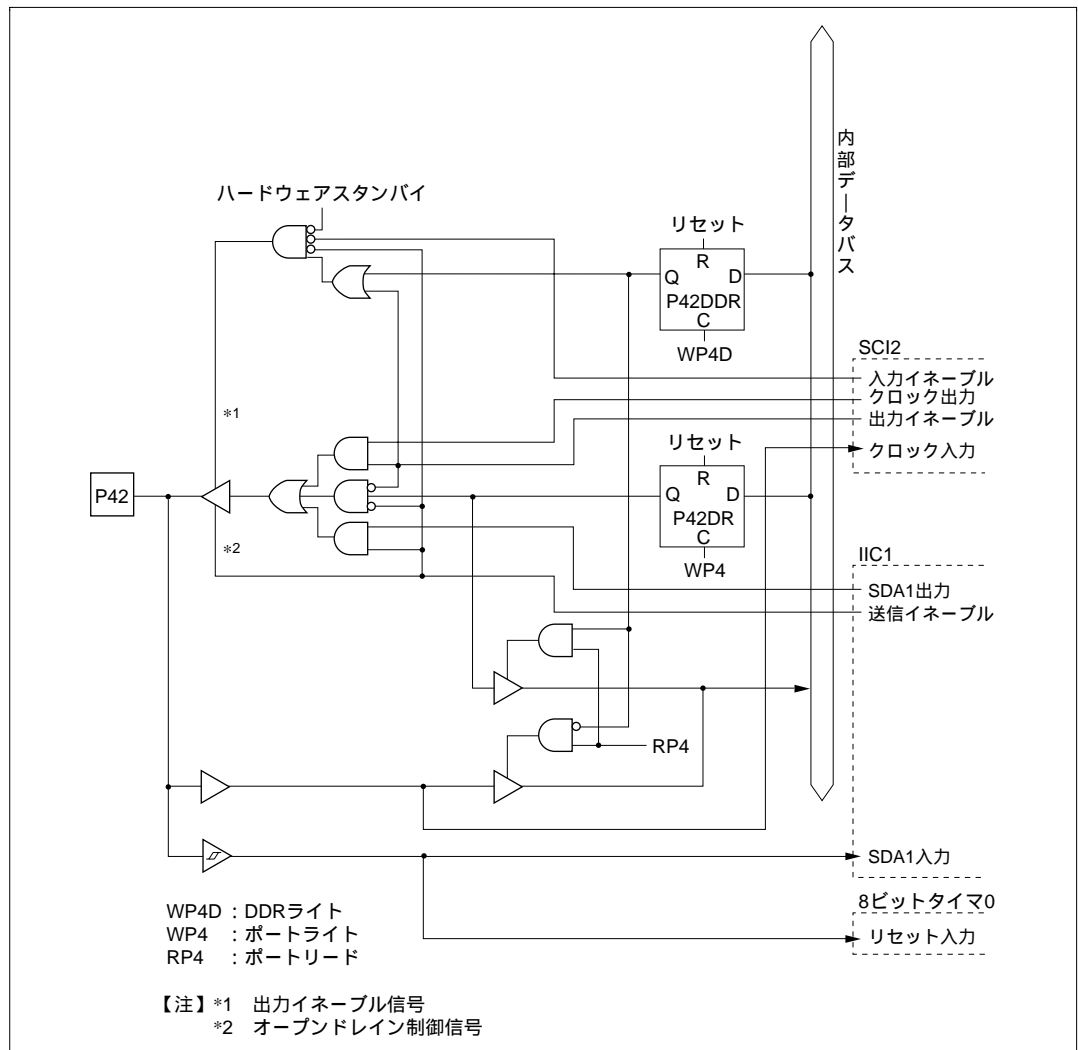 ハードウェアスタンバイ
内部データバス
リセット
R
Q D
P42DDR
C
WP4D
SCI2
入力イネーブル
クロック出力
出力イネーブル
クロック入力
*1
リセット
R
Q D
P42DR
C
WP4
P42
*2
IIC1
SDA1出力
送信イネーブル
RP4
SDA1入力
8ビットタイマ0
リセット入力
WP4D : DDRライト
WP4 : ポートライト
RP4 : ポートリード
【注】*1 出力イネーブル信号
*2 オープンドレイン制御信号